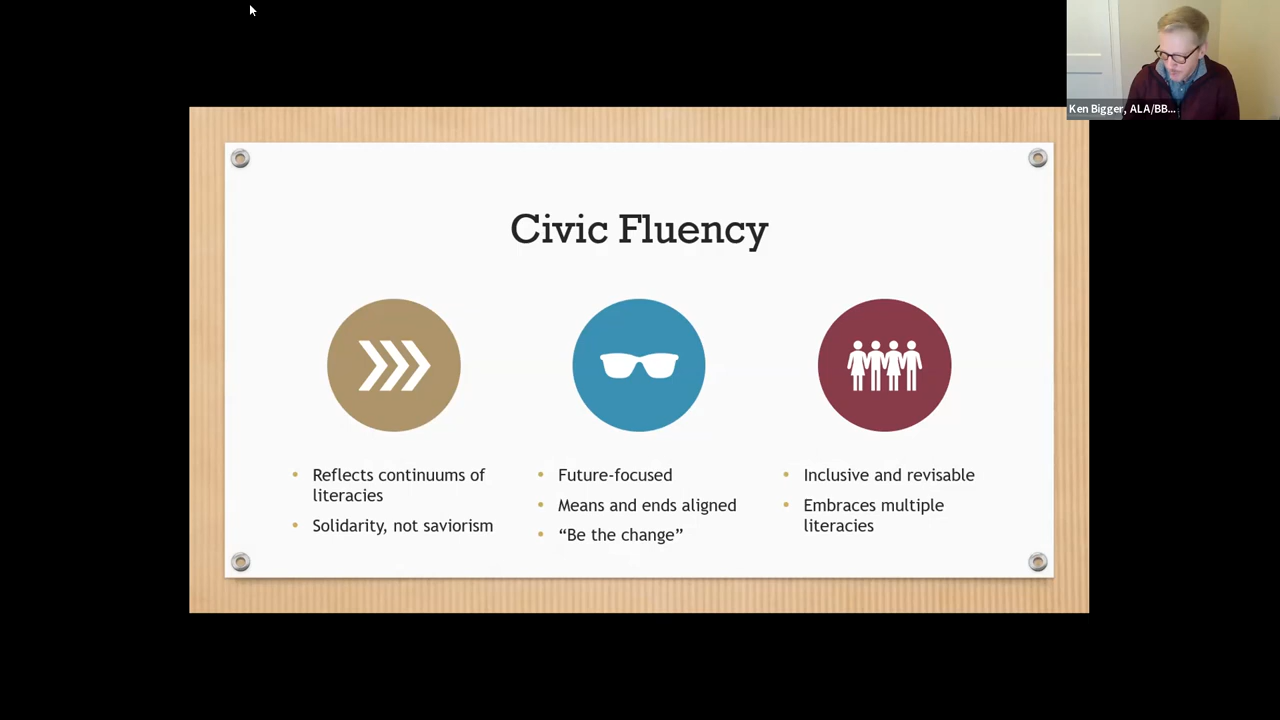 Ken Bigger, ALA/BB...
Civic Fluency
• Reflects continuums of
literacies
• Solidarity, not saviorism
• Future-focused
• Means and ends aligned
• “Be the change”
• Inclusive and revisable
• Embraces multiple
literacies